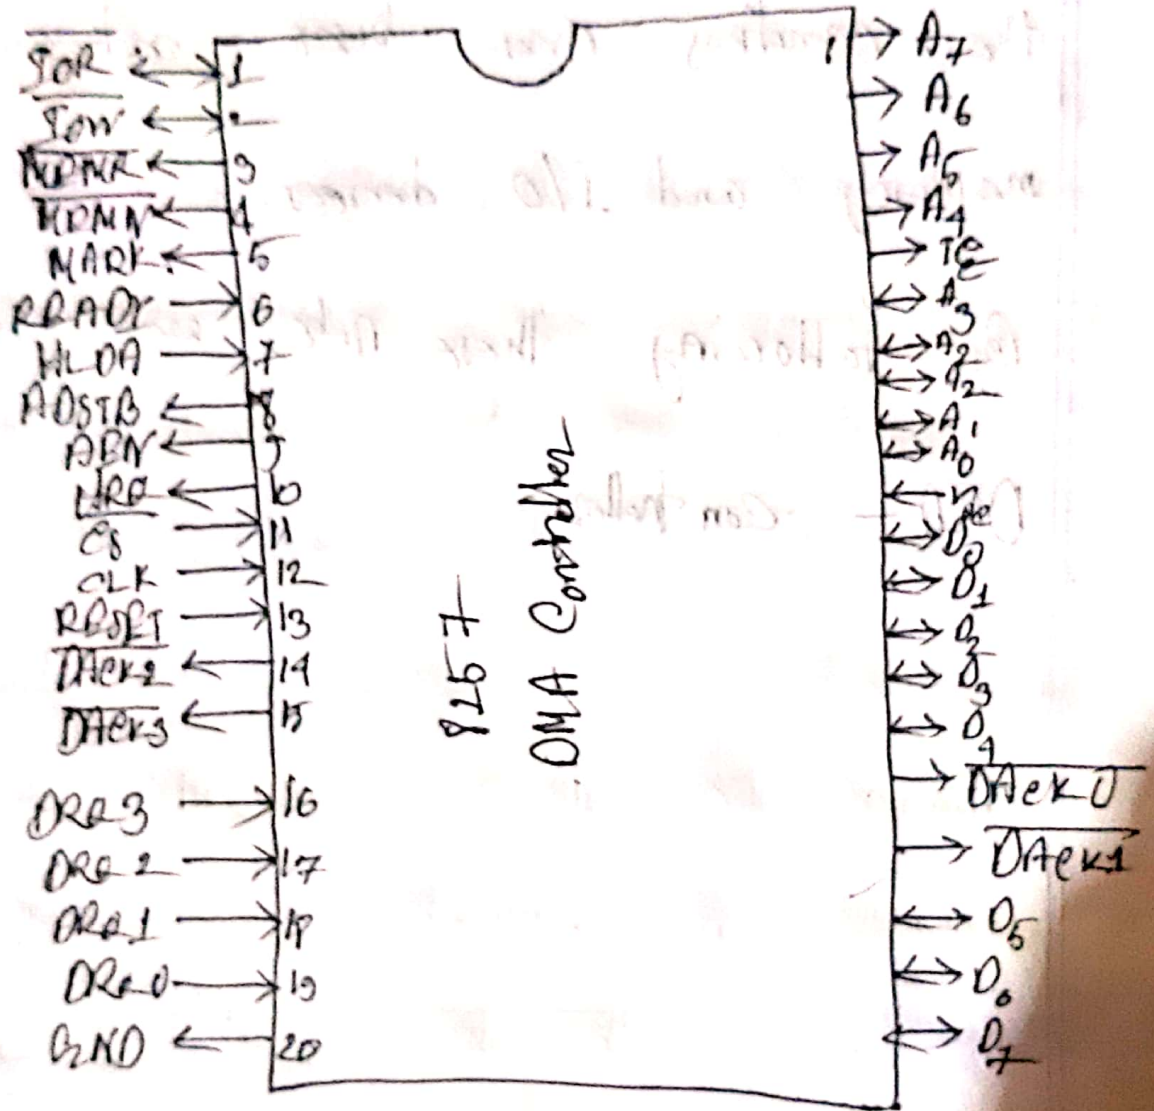 IOR 1
IOW 2
MEMR 3
MEMW 4
MARK 5
READY 6
HLDA 7
ADSTB 8
AEN 9
HRQ 10
CS 11
CLK 12
RESET 13
DAck2 14
DAck3 15
DRQ3 16
DRQ2 17
DRQ1 18
DRQ0 19
GND 20
8257
DMA Controller
1 A7
A6
A5
A4
Tc
A3
A2
A2
A1
A0
D0
D1
D2
D3
D4
DAck0
DAck1
D5
D6
D7